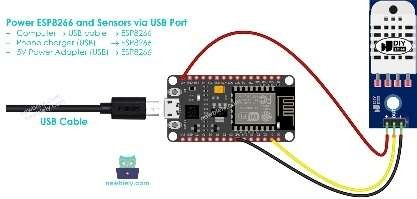 Power ESP8266 and Sensors via USB Port
– Computer → USB cable → ESP8266
– Phone charger (USB) → ESP8266
– 5V Power Adapter (USB) → ESP8266
USB Cable
newbiely.com
DIY